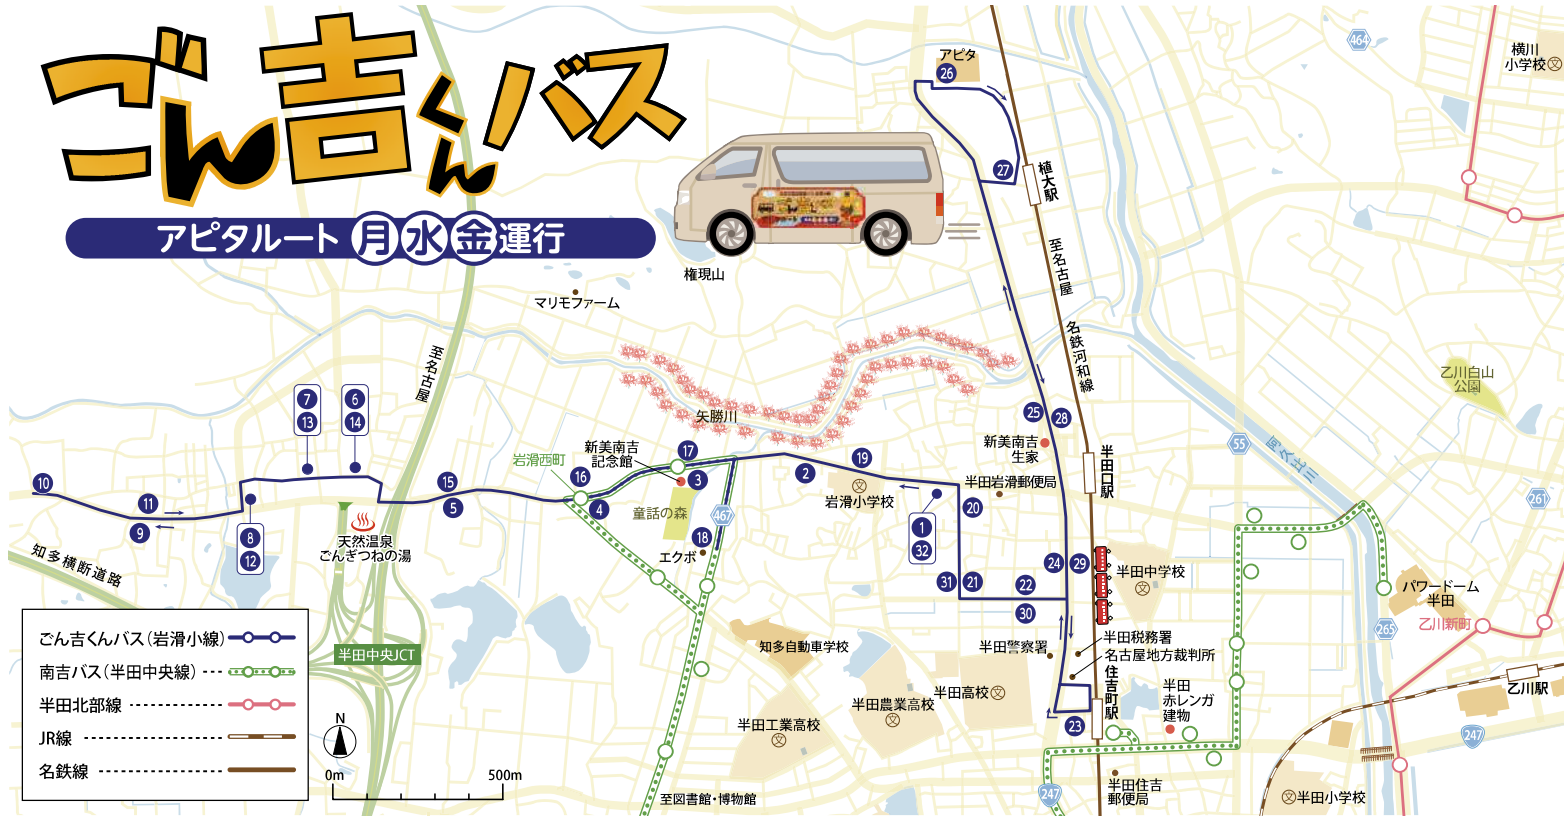 ごん吉くんバス
アピタルート 月水金運行
アピタ
26
27
植大駅
至名古屋
名鉄河和線
464
横川
小学校
文
権現山
マリモファーム
至名古屋
矢勝川
乙川白山
公園
55
阿久比川
261
25
28
新美南吉
生家
半田口駅
半田岩滑郵便局
7
13
6
14
10
11
9
8
12
15
5
岩滑西町
16
4
新美南吉
記念館
17
3
童話の森
18
467
エクボ
2
19
文
岩滑小学校
20
1
32
31
21
22
30
24
29
半田中学校
文
天然温泉
ごんぎつねの湯
知多横断道路
パワードーム
半田
乙川新町
265
半田警察署
半田税務署
名古屋地方裁判所
住吉町駅
23
半田
赤レンガ
建物
乙川駅
247
知多自動車学校
半田高校文
半田農業高校
文
半田工業高校
文
半田中央JCT
ごん吉くんバス(岩滑小線)
南吉バス(半田中央線)
半田北部線
JR線
名鉄線
N
0m
500m
至図書館・博物館
247
半田住吉
郵便局
文半田小学校